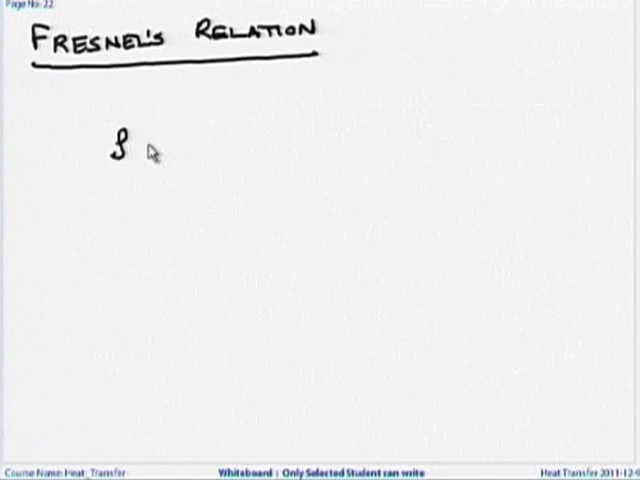 Page No: 22
FRESNEL'S RELATION
ρ
Course Name: Heat_Transfer Whiteboard : Only Selected Student can write Heat Transfer 2011-12-